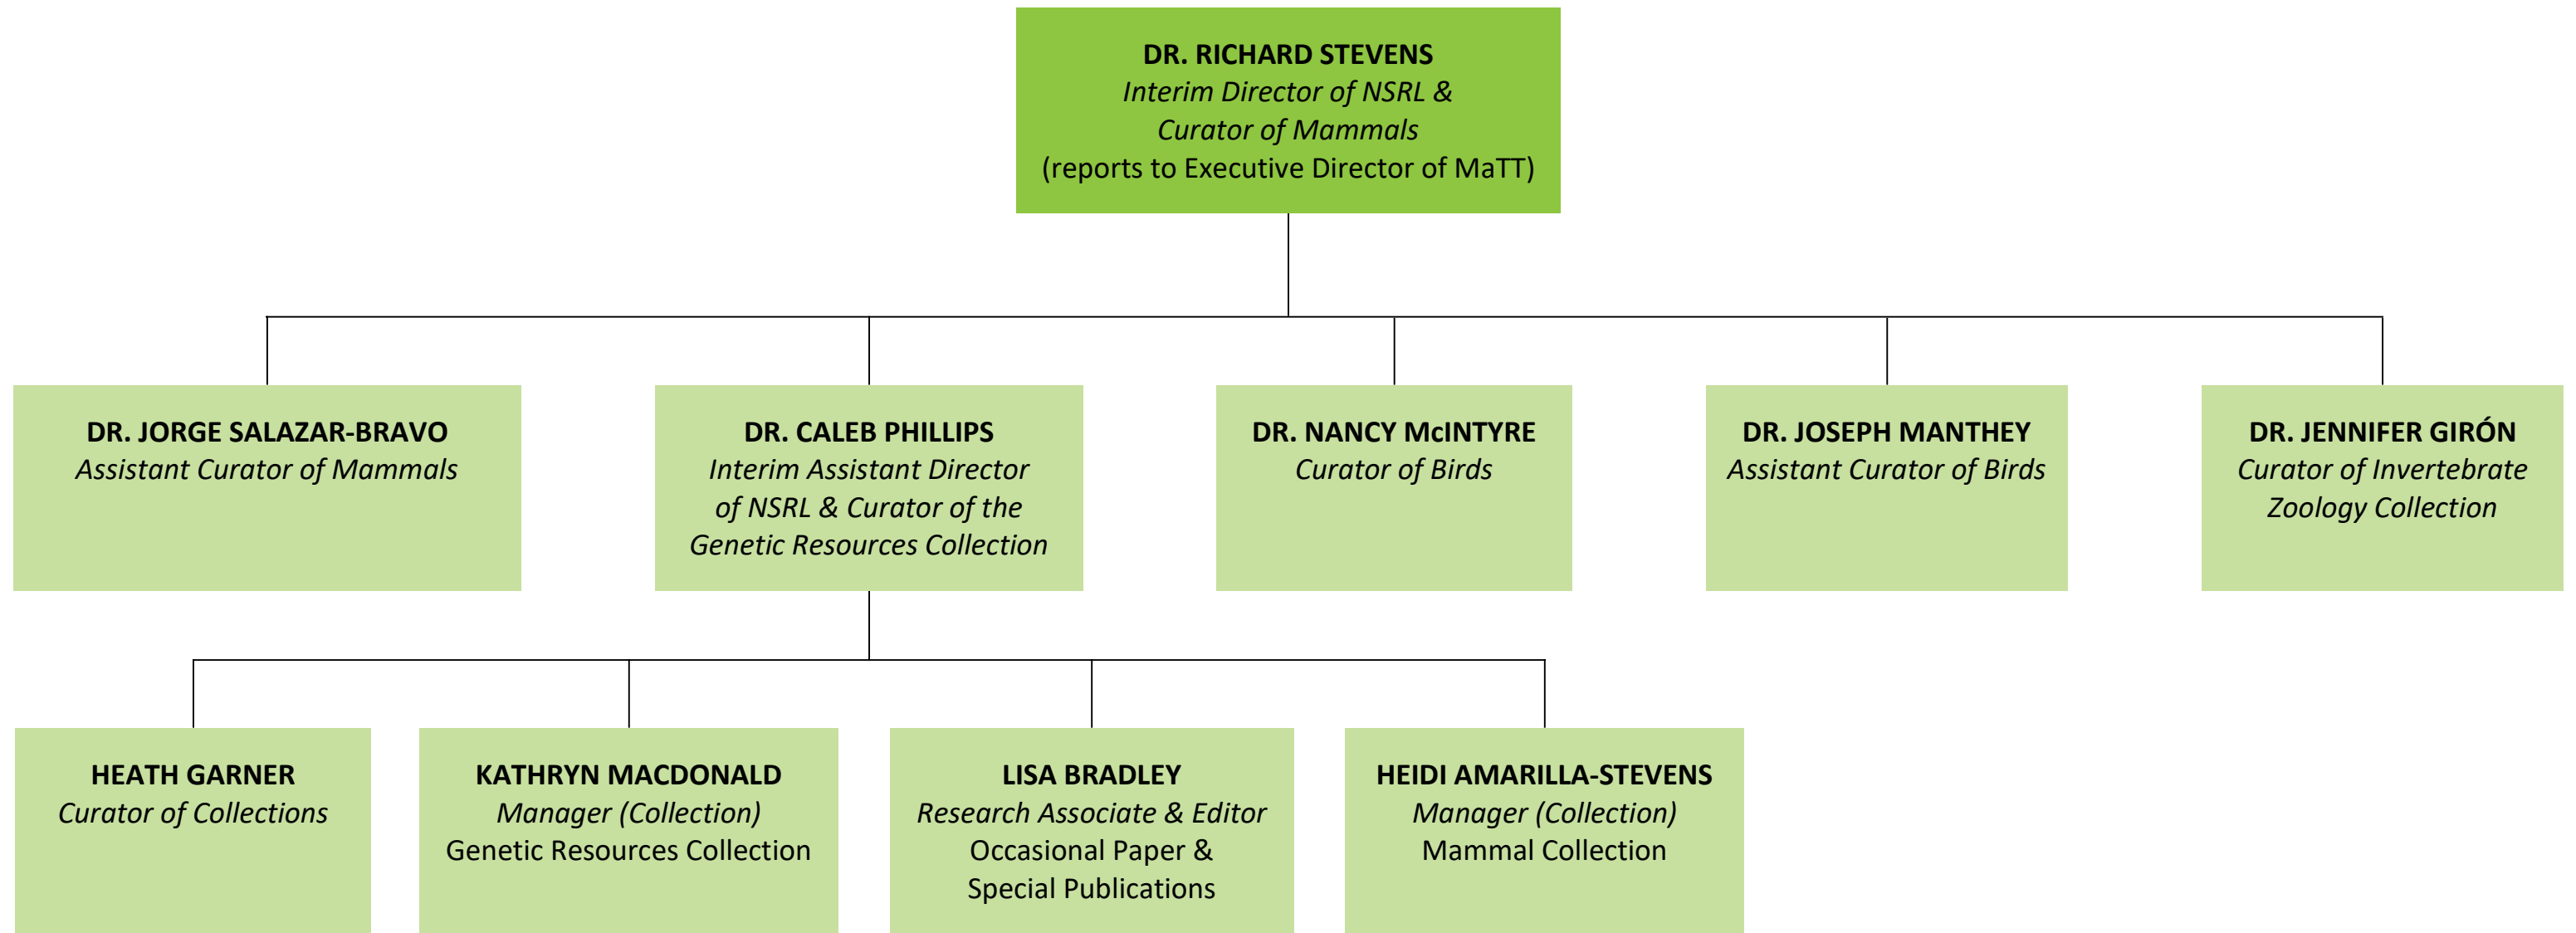 DR. RICHARD STEVENS
Interim Director of NSRL &
Curator of Mammals
(reports to Executive Director of MaTT)
DR. JORGE SALAZAR-BRAVO
Assistant Curator of Mammals
DR. CALEB PHILLIPS
Interim Assistant Director
of NSRL & Curator of the
Genetic Resources Collection
DR. NANCY McINTYRE
Curator of Birds
DR. JOSEPH MANTHEY
Assistant Curator of Birds
DR. JENNIFER GIRÓN
Curator of Invertebrate
Zoology Collection
HEATH GARNER
Curator of Collections
KATHRYN MACDONALD
Manager (Collection)
Genetic Resources Collection
LISA BRADLEY
Research Associate & Editor
Occasional Paper &
Special Publications
HEIDI AMARILLA-STEVENS
Manager (Collection)
Mammal Collection